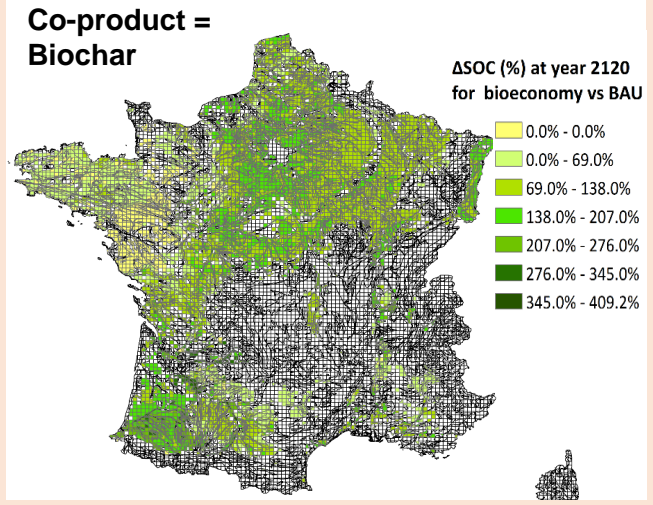 Co-product =
Biochar
ΔSOC (%) at year 2120
for bioeconomy vs BAU
0.0% - 0.0%
0.0% - 69.0%
69.0% - 138.0%
138.0% - 207.0%
207.0% - 276.0%
276.0% - 345.0%
345.0% - 409.2%